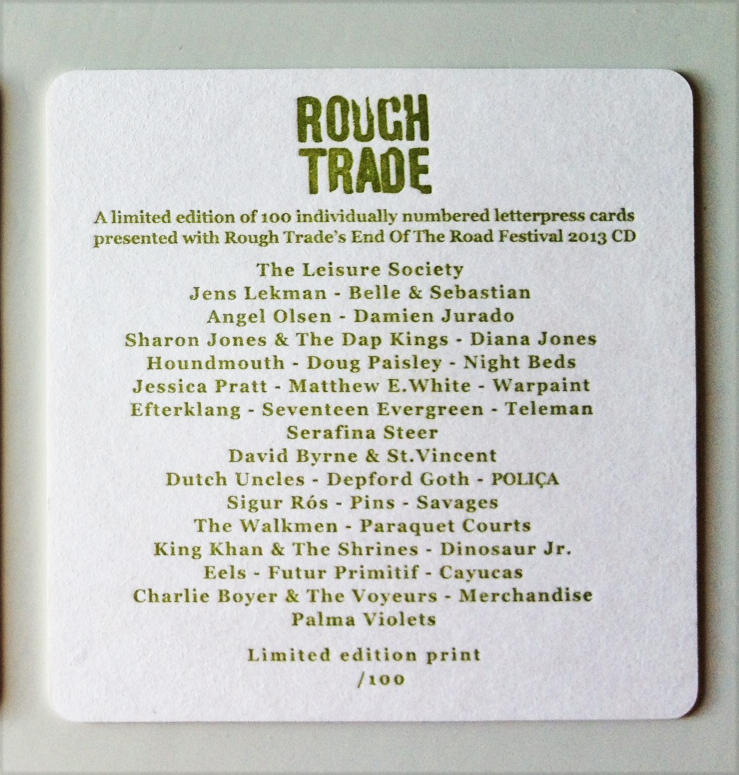 ROUGH
TRADE
A limited edition of 100 individually numbered letterpress cards
presented with Rough Trade's End Of The Road Festival 2013 CD
The Leisure Society
Jens Lekman - Belle & Sebastian
Angel Olsen - Damien Jurado
Sharon Jones & The Dap Kings - Diana Jones
Houndmouth - Doug Paisley - Night Beds
Jessica Pratt - Matthew E.White - Warpaint
Efterklang - Seventeen Evergreen - Teleman
Serafina Steer
David Byrne & St.Vincent
Dutch Uncles - Depford Goth - POLIÇA
Sigur Rós - Pins - Savages
The Walkmen - Paraquet Courts
King Khan & The Shrines - Dinosaur Jr.
Eels - Futur Primitif - Cayucas
Charlie Boyer & The Voyeurs - Merchandise
Palma Violets
Limited edition print
/100